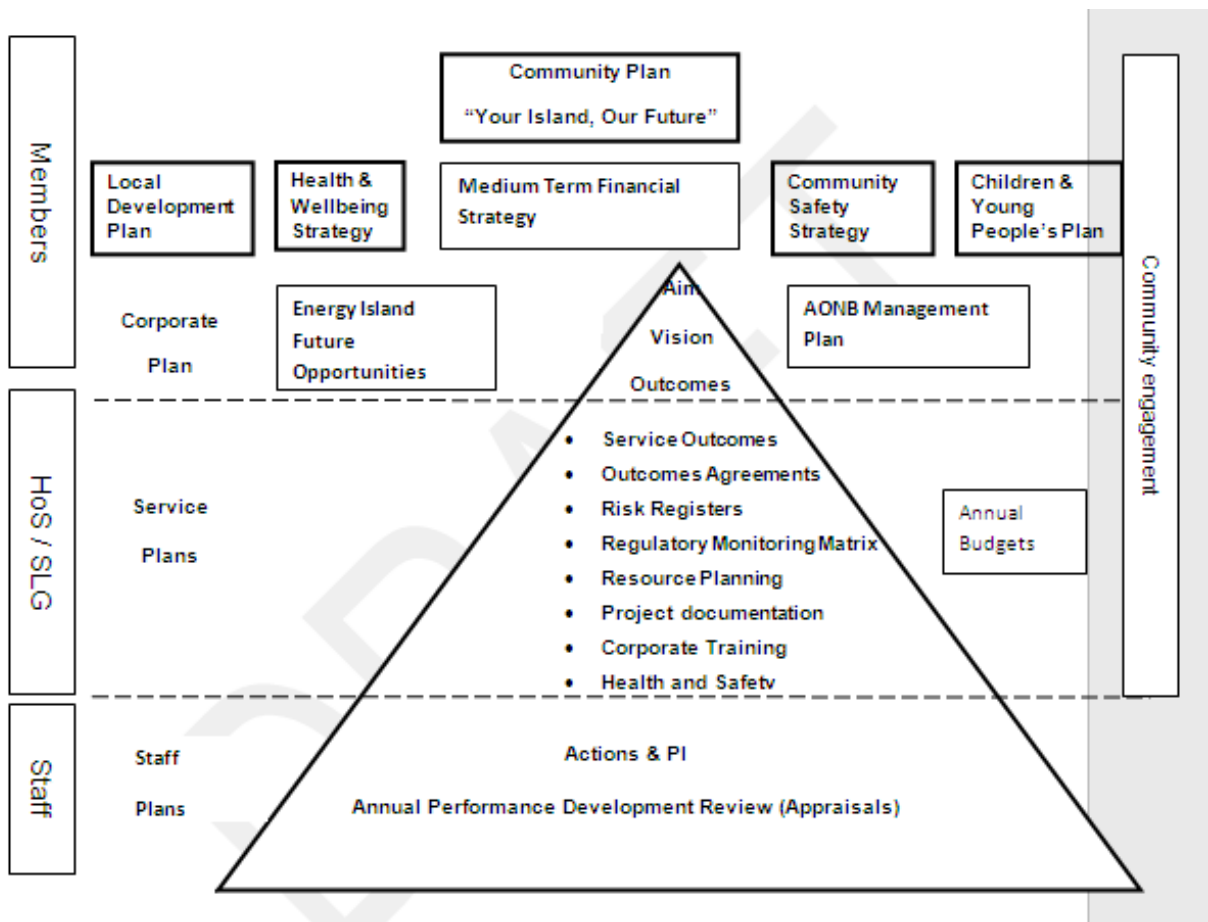 Members
Community Plan
“Your Island, Our Future”
Local
Development
Plan
Health &
Wellbeing
Strategy
Medium Term Financial
Strategy
Community
Safety
Strategy
Children &
Young
People’s Plan
Community engagement
Corporate
Plan
Energy Island
Future
Opportunities
Aim
Vision
Outcomes
AONB Management
Plan
HoS / SLG
Service
Plans
• Service Outcomes
• Outcomes Agreements
• Risk Registers
• Regulatory Monitoring Matrix
• Resource Planning
• Project documentation
• Corporate Training
• Health and Safety
Annual
Budgets
Staff
Staff
Plans
Actions & PI
Annual Performance Development Review (Appraisals)
DRAFT